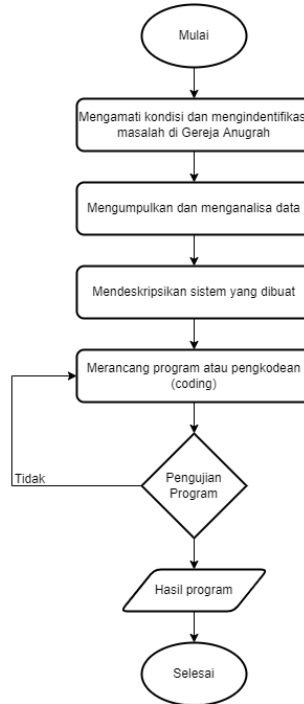 Mulai
Mengamati kondisi dan mengindentifikas
masalah di Gereja Anugrah
Mengumpulkan dan menganalisa data
Mendeskripsikan sistem yang dibuat
Merancang program atau pengkodean
(coding)
Tidak
Pengujian
Program
Hasil program
Selesai